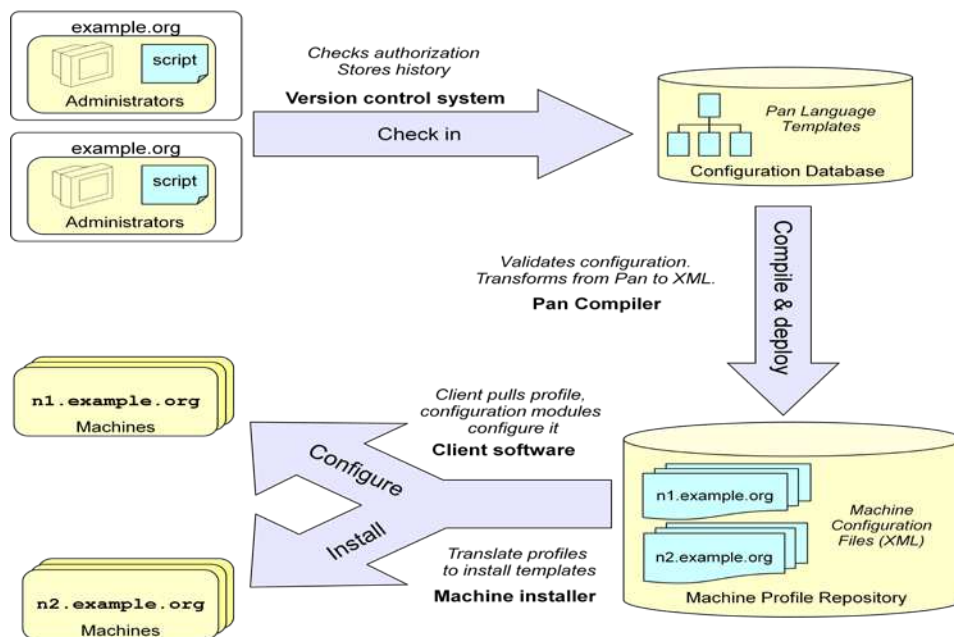 example.org
script
Administrators
example.org
script
Administrators
Checks authorization
Stores history
Version control system
Check in
Pan Language
Templates
Configuration Database
Compile & deploy
Validates configuration.
Transforms from Pan to XML.
Pan Compiler
n1.example.org
Machines
Client pulls profile,
configuration modules
configure it
Client software
Configure
Install
Translate profiles
to install templates
Machine installer
n1.example.org
n2.example.org
Machine
Configuration
Files (XML)
Machine Profile Repository
n2.example.org
Machines